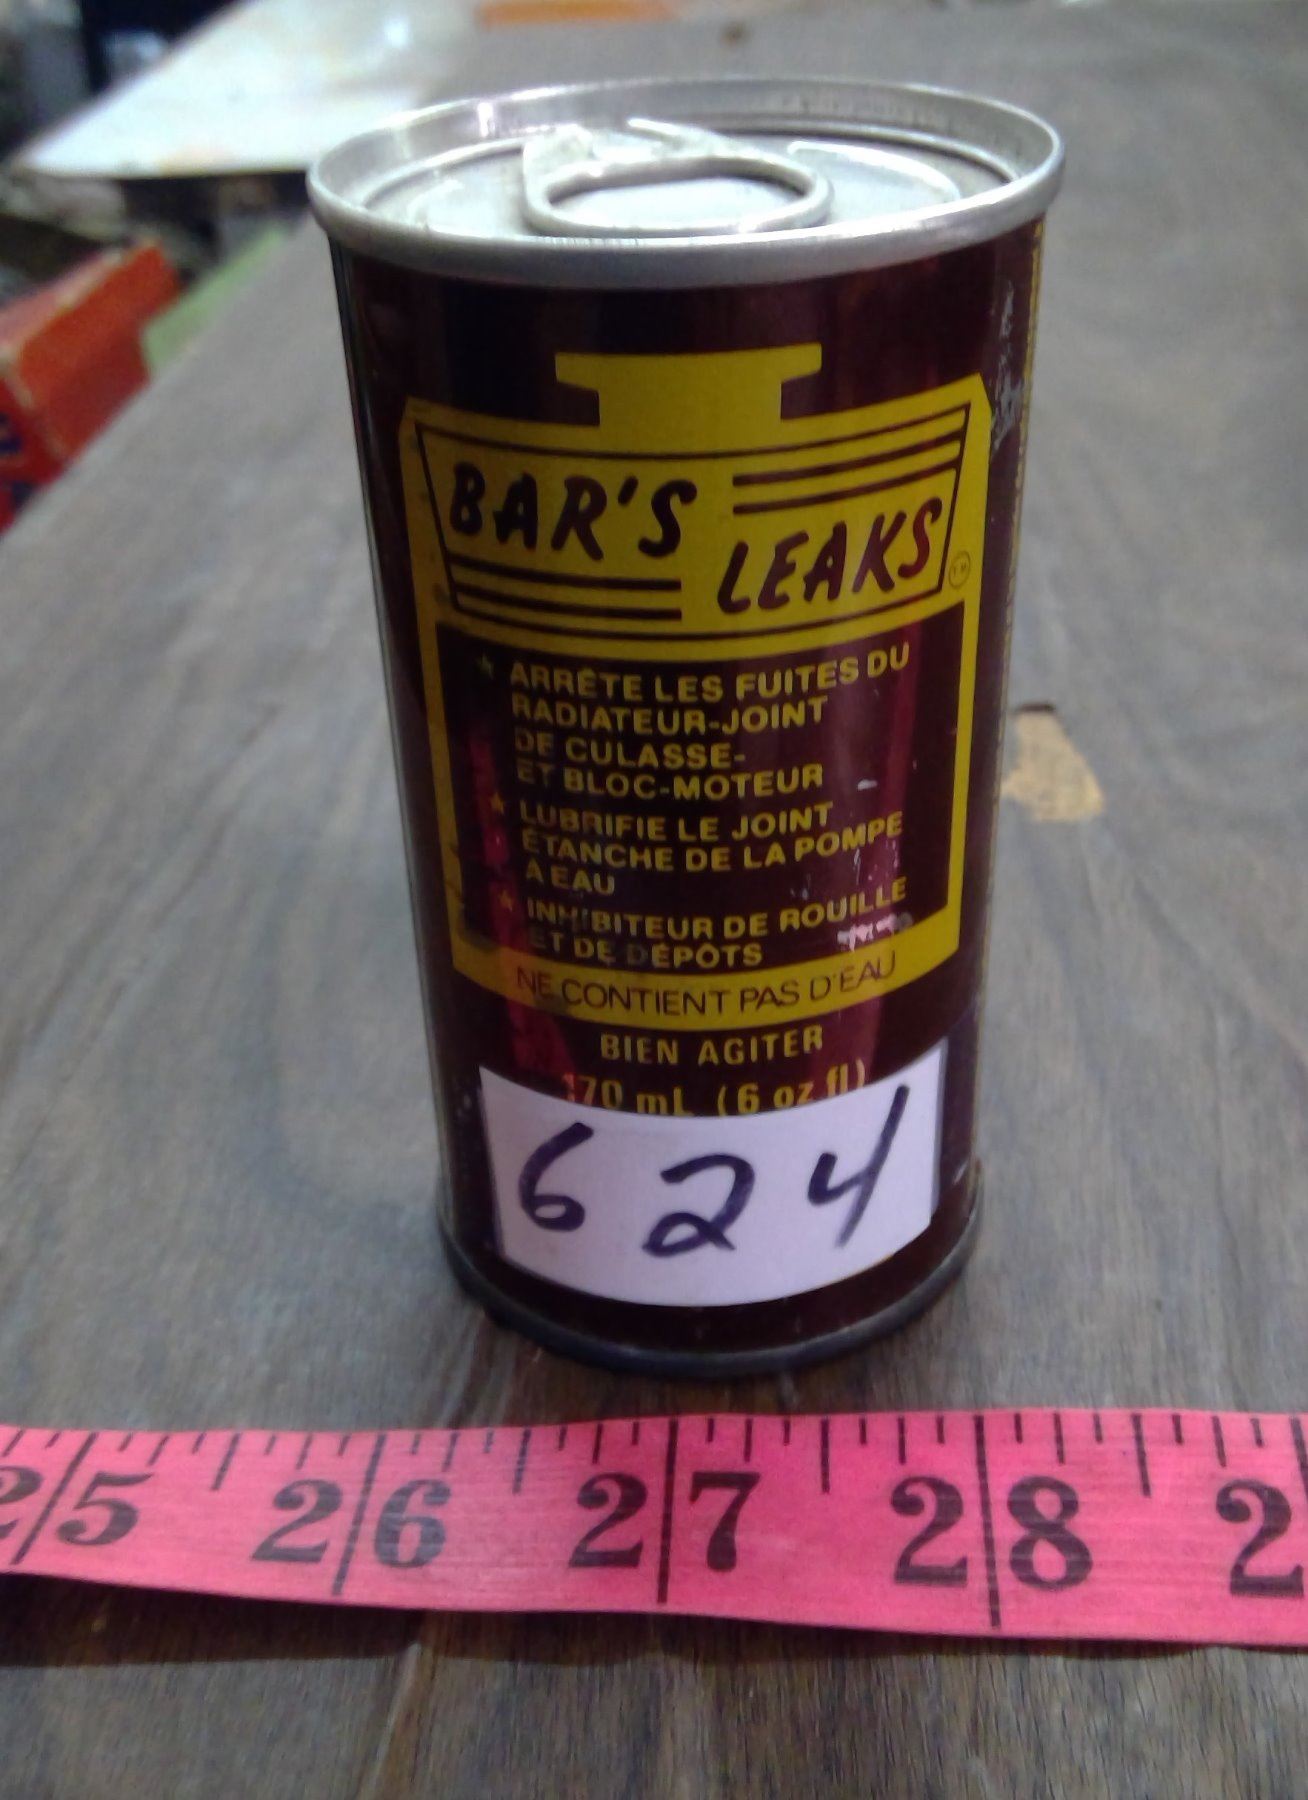 BAR'S
LEAKS
T.M.
★ ARRÊTE LES FUITES DU
RADIATEUR-JOINT
DE CULASSE-
ET BLOC-MOTEUR
★ LUBRIFIE LE JOINT
ÉTANCHE DE LA POMPE
À EAU
★ INHIBITEUR DE ROUILLE
ET DE DÉPÔTS
NE CONTIENT PAS D'EAU
BIEN AGITER
170 mL (6 oz fl)
624
25 26 27 28 2